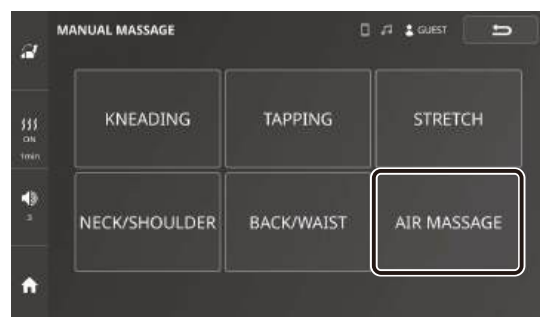 MANUAL MASSAGE GUEST
KNEADING TAPPING STRETCH
ON
1min
NECK/SHOULDER BACK/WAIST AIR MASSAGE
3